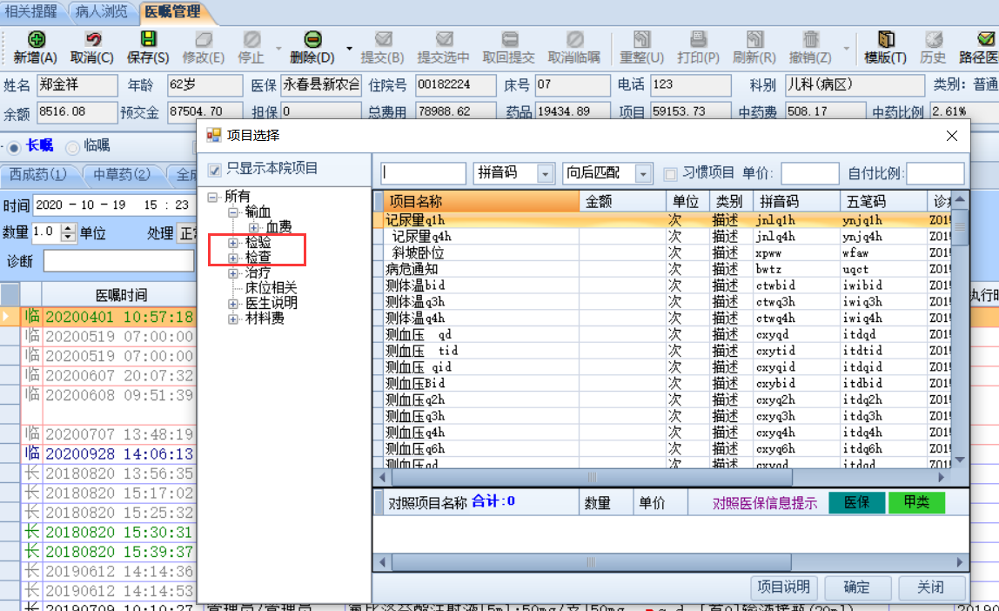 相关提醒 病人浏览 医嘱管理
新增(A) 取消(C) 保存(S) 修改(E) 停止 删除(D) 提交(B) 提交选中 取回提交 取消临嘱 重整(U) 打印(P) 刷新(R) 撤销(Z) 模版(T) 历史 路径医
姓名 郑金祥 年龄 62岁 医保 永春县新农合 住院号 00182224 床号 07 电话 123 科别 儿科(病区) 类别: 普通
余额 8516.08 预交金 87504.70 担保 0 总费用 78988.62 药品 19434.89 项目 59153.73 中药费 508.17 中药比例 2.61%
长嘱 临嘱
西成药(1) 中草药(2) 全成
时间 2020 - 10 - 19 15 : 23
数量 1.0 单位 处理 正常
诊断
医嘱时间
临 20200401 10:57:18
临 20200519 07:00:00
临 20200519 07:00:00
临 20200607 20:07:32
临 20200608 09:51:39
临 20200707 13:48:19
临 20200928 14:06:13
长 20180820 13:56:35
长 20180820 15:17:02
长 20180820 15:25:32
长 20180820 15:30:31
长 20180820 15:39:37
长 20190612 14:14:36
长 20190612 14:14:53
长 20190709 10:10:27 管理员/管理员
执行时
项目选择
只显示本院项目
所有
输血
血费
检验
检查
治疗
床位相关
医生说明
材料费
拼音码 向后匹配 习惯项目 单价: 自付比例:
项目名称 金额 单位 类别 拼音码 五笔码 诊疗
记尿量q1h 次 描述 jnlq1h ynjq1h Z01
记尿量q4h 次 描述 jnlq4h ynjq4h Z01
斜坡卧位 次 描述 xpww wfaw Z01
病危通知 次 描述 bwtz uqct Z01
测体温bid 次 描述 ctwbid iwibid Z01
测体温q3h 次 描述 ctwq3h iwiq3h Z01
测体温q4h 次 描述 ctwq4h iwiq4h Z01
测血压 qd 次 描述 cxyqd itdqd Z01
测血压 tid 次 描述 cxytid itdtid Z01
测血压 qid 次 描述 cxyqid itdqid Z01
测血压Bid 次 描述 cxybid itdbid Z01
测血压q2h 次 描述 cxyq2h itdq2h Z01
测血压q3h 次 描述 cxyq3h itdq3h Z01
测血压q4h 次 描述 cxyq4h itdq4h Z01
测血压q6h 次 描述 cxyq6h itdq6h Z01
测血压qd 次 描述 cxyqd itdqd Z01
对照项目名称 合计:0 数量 单价 对照医保信息提示 医保 甲类
项目说明 确定 关闭